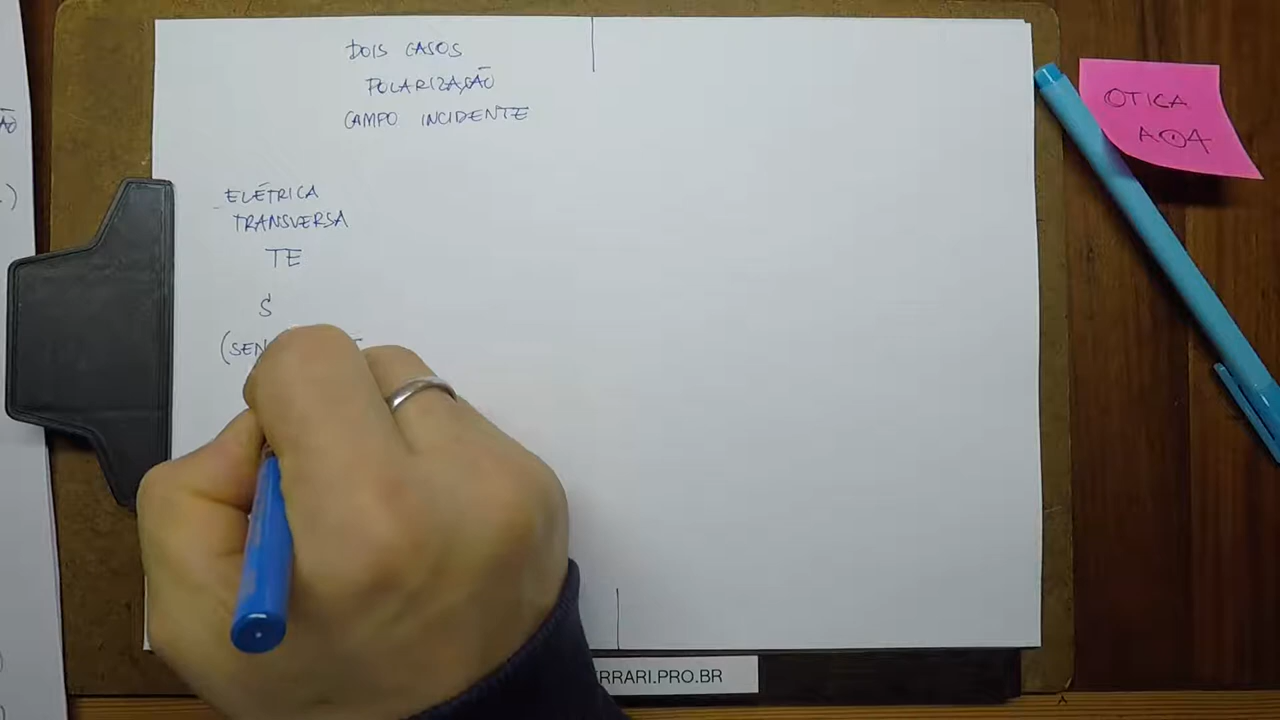 DOIS CASOS
POLARIZAÇÃO
CAMPO INCIDENTE
ELÉTRICA
TRANSVERSA
TE
S
OTICA
A04
RRARI.PRO.BR